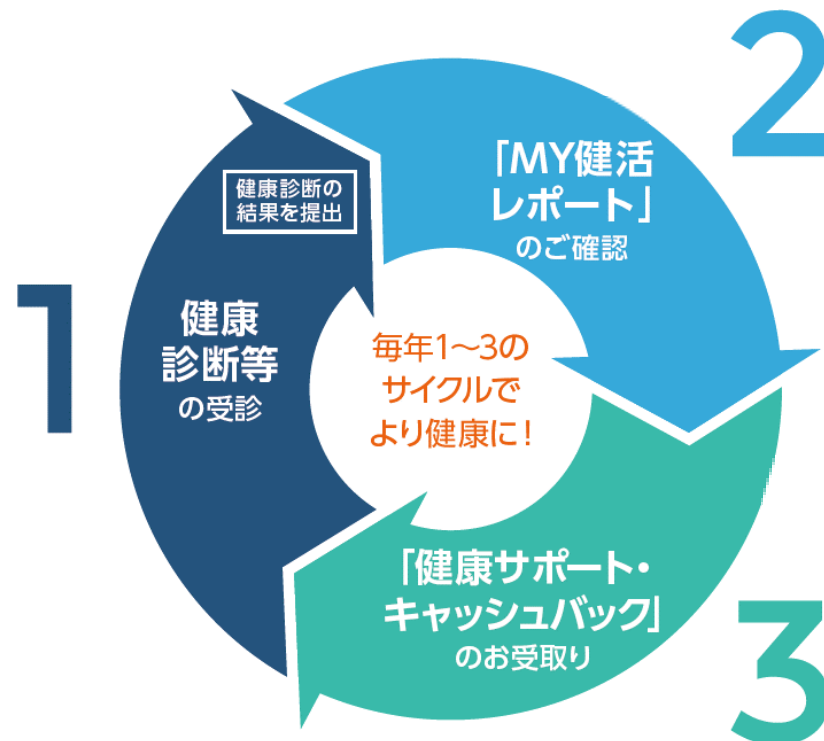 1
健康診断の
結果を提出
健康
診断等
の受診
2
「MY健活
レポート」
のご確認
3
「健康サポート・
キャッシュバック」
のお受取り
毎年1～3の
サイクルで
より健康に！